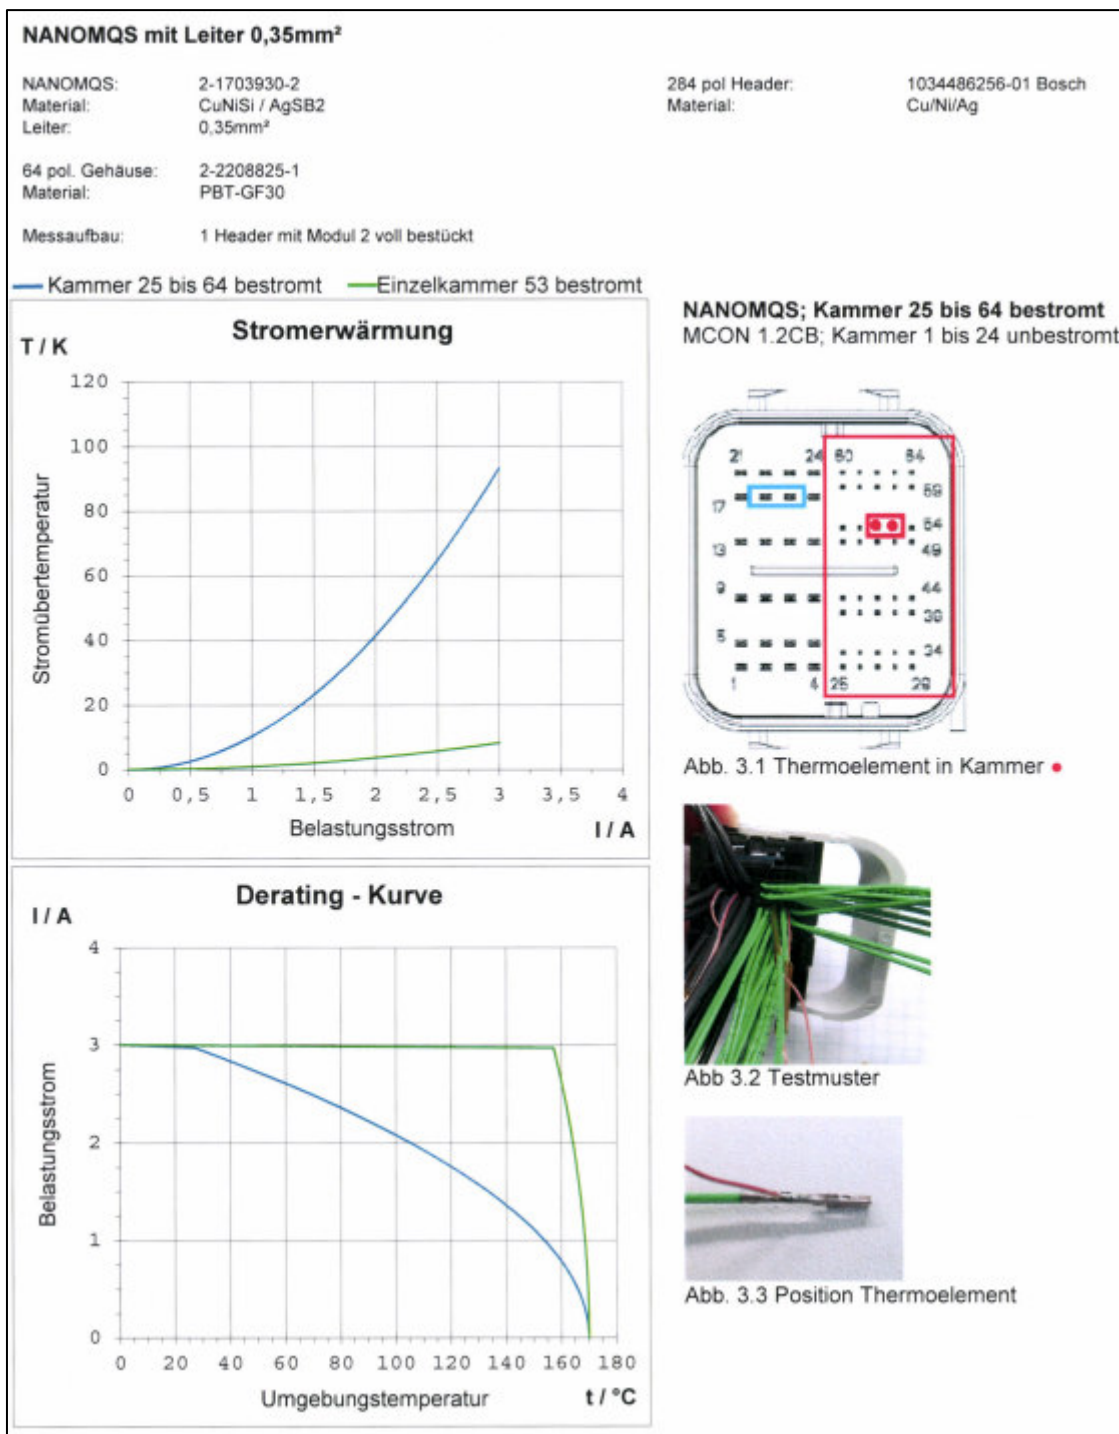 NANOMQS mit Leiter 0,35mm²
NANOMQS: 2-1703930-2
Material: CuNiSi / AgSB2
Leiter: 0,35mm²
284 pol Header: 1034486256-01 Bosch
Material: Cu/Ni/Ag
64 pol. Gehäuse: 2-2208825-1
Material: PBT-GF30
Messaufbau: 1 Header mit Modul 2 voll bestückt
Kammer 25 bis 64 bestromt Einzelkammer 53 bestromt
Stromerwärmung
T / K
120
100
80
60
40
20
0
Stromübertemperatur
0 0,5 1 1,5 2 2,5 3 3,5 4
Belastungsstrom I / A
NANOMQS; Kammer 25 bis 64 bestromt
MCON 1.2CB; Kammer 1 bis 24 unbestromt
21 24 60 64
59
17
54
13 49
9 44
39
5 34
1 4 25 29
Abb. 3.1 Thermoelement in Kammer
Derating - Kurve
I / A
4
3
2
1
0
Belastungsstrom
0 20 40 60 80 100 120 140 160 180
Umgebungstemperatur t / °C
Abb 3.2 Testmuster
Abb. 3.3 Position Thermoelement